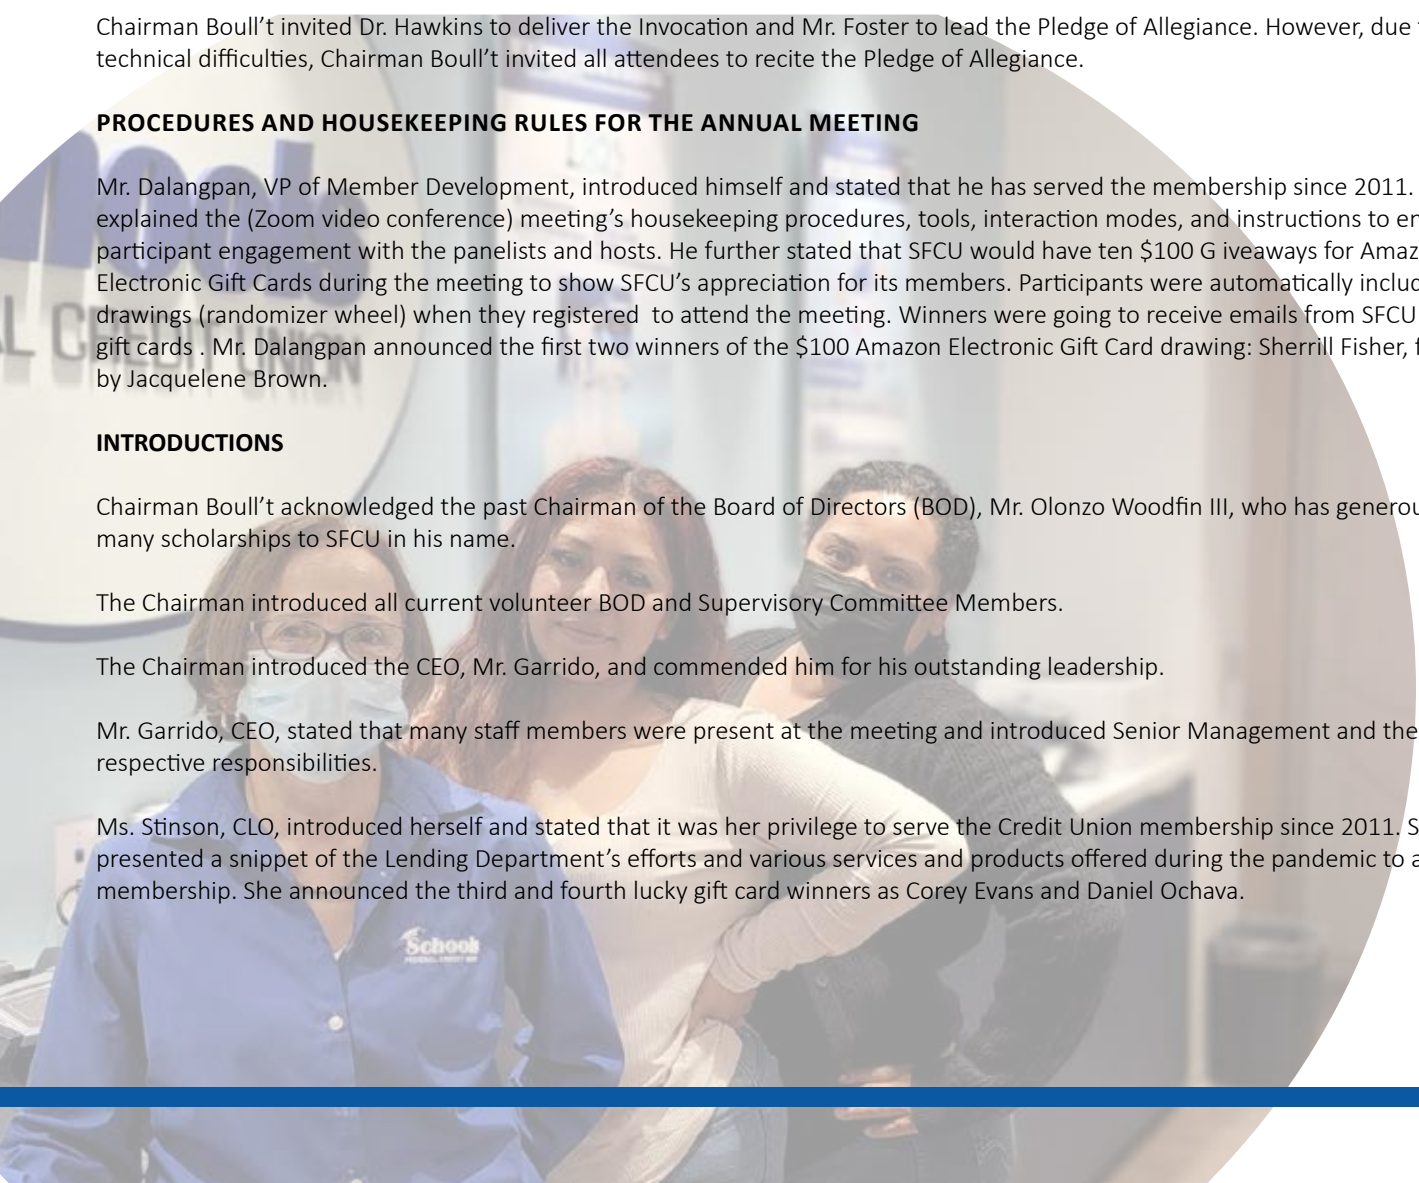 Chairman Boull’t invited Dr. Hawkins to deliver the Invocation and Mr. Foster to lead the Pledge of Allegiance. However, due
technical difficulties, Chairman Boull’t invited all attendees to recite the Pledge of Allegiance.
PROCEDURES AND HOUSEKEEPING RULES FOR THE ANNUAL MEETING
Mr. Dalangpan, VP of Member Development, introduced himself and stated that he has served the membership since 2011.
explained the (Zoom video conference) meeting’s housekeeping procedures, tools, interaction modes, and instructions to
participant engagement with the panelists and hosts. He further stated that SFCU would have ten $100 G iveaways for
Electronic Gift Cards during the meeting to show SFCU’s appreciation for its members. Participants were automatically
drawings (randomizer wheel) when they registered to attend the meeting. Winners were going to receive emails from SFCU
gift cards . Mr. Dalangpan announced the first two winners of the $100 Amazon Electronic Gift Card drawing: Sherrill Fisher,
by Jacquelene Brown.
INTRODUCTIONS
Chairman Boull’t acknowledged the past Chairman of the Board of Directors (BOD), Mr. Olonzo Woodfin III, who has
many scholarships to SFCU in his name.
The Chairman introduced all current volunteer BOD and Supervisory Committee Members.
The Chairman introduced the CEO, Mr. Garrido, and commended him for his outstanding leadership.
Mr. Garrido, CEO, stated that many staff members were present at the meeting and introduced Senior Management and
respective responsibilities.
Ms. Stinson, CLO, introduced herself and stated that it was her privilege to serve the Credit Union membership since 2011.
presented a snippet of the Lending Department’s efforts and various services and products offered during the pandemic to
membership. She announced the third and fourth lucky gift card winners as Corey Evans and Daniel Ochava.
CREDIT UNION
Schools
FEDERAL CREDIT UNION